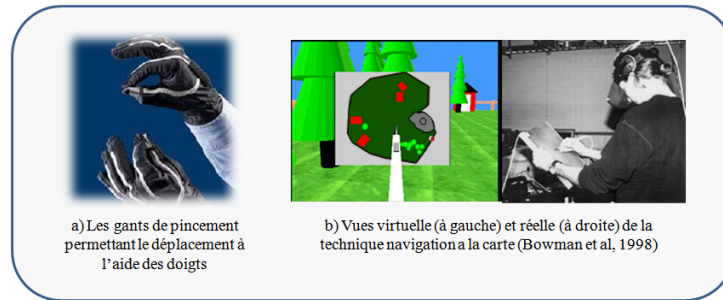 a) Les gants de pincement
permettant le déplacement à
l'aide des doigts
b) Vues virtuelle (à gauche) et réelle (à droite) de la
technique navigation a la carte (Bowman et al, 1998)